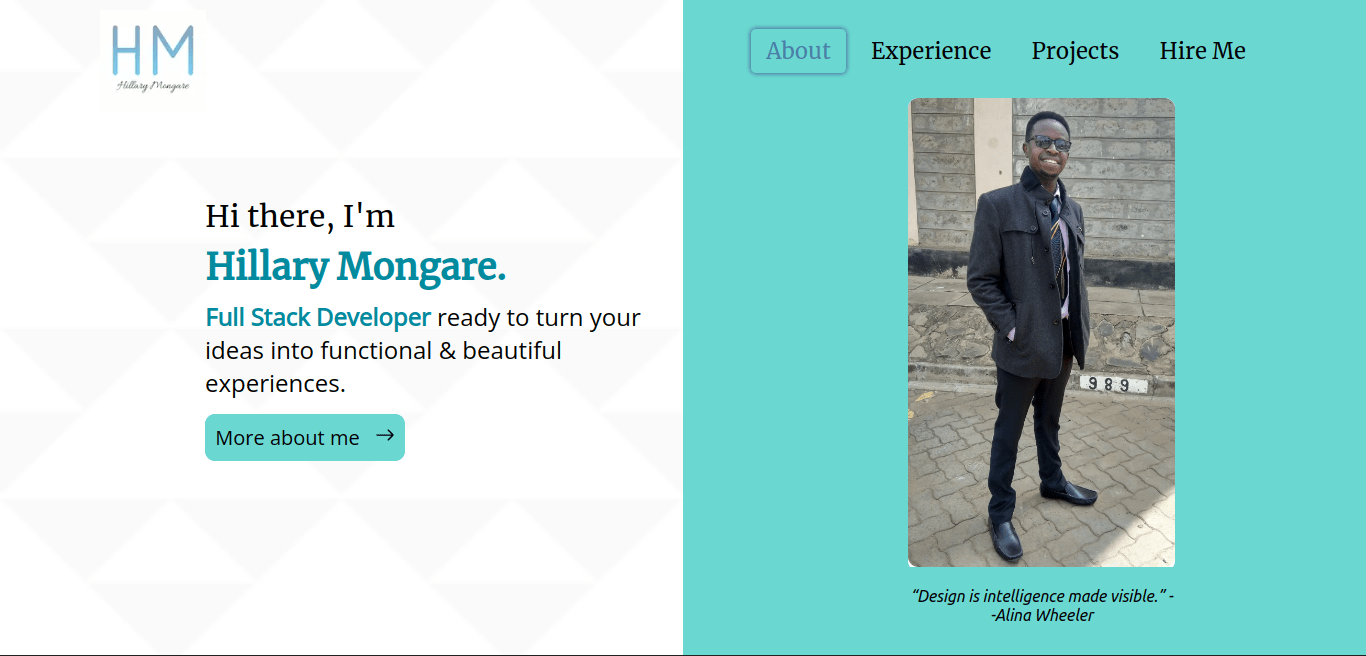 HM
Hillary Mongare
About Experience Projects Hire Me
Hi there, I'm
Hillary Mongare.
Full Stack Developer ready to turn your
ideas into functional & beautiful
experiences.
More about me →
989
“Design is intelligence made visible.” -
-Alina Wheeler